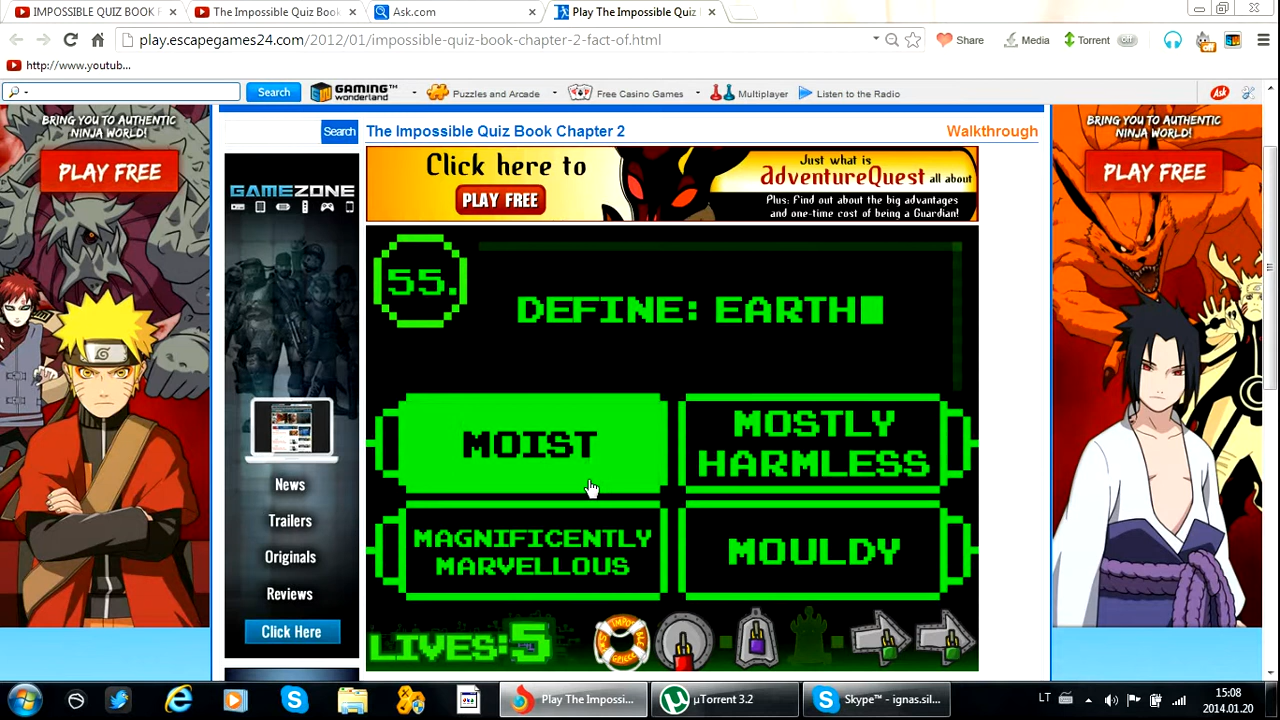 IMPOSSIBLE QUIZ BOOK F
The Impossible Quiz Book
Ask.com
Play The Impossible Quiz
play.escapegames24.com/2012/01/impossible-quiz-book-chapter-2-fact-of.html
Share
Media
Torrent
Off
http://www.youtub...
Search
GAMING wonderland
Puzzles and Arcade
Free Casino Games
Multiplayer
Listen to the Radio
Ask
BRING YOU TO AUTHENTIC
NINJA WORLD!
PLAY FREE
Search
The Impossible Quiz Book Chapter 2
Walkthrough
BRING YOU TO AUTHENTIC
NINJA WORLD!
PLAY FREE
Click here to
PLAY FREE
Just what is
AdventureQuest all about
Plus: Find out about the big advantages
and one-time cost of being a Guardian!
GAMEZONE
News
Trailers
Originals
Reviews
Click Here
55.
DEFINE: EARTH
MOIST
MOSTLY
HARMLESS
MAGNIFICENTLY
MARVELLOUS
MOULDY
LIVES:5
Play The Impossi...
µTorrent 3.2
Skype™ - ignas.sil...
LT
15:08
2014.01.20